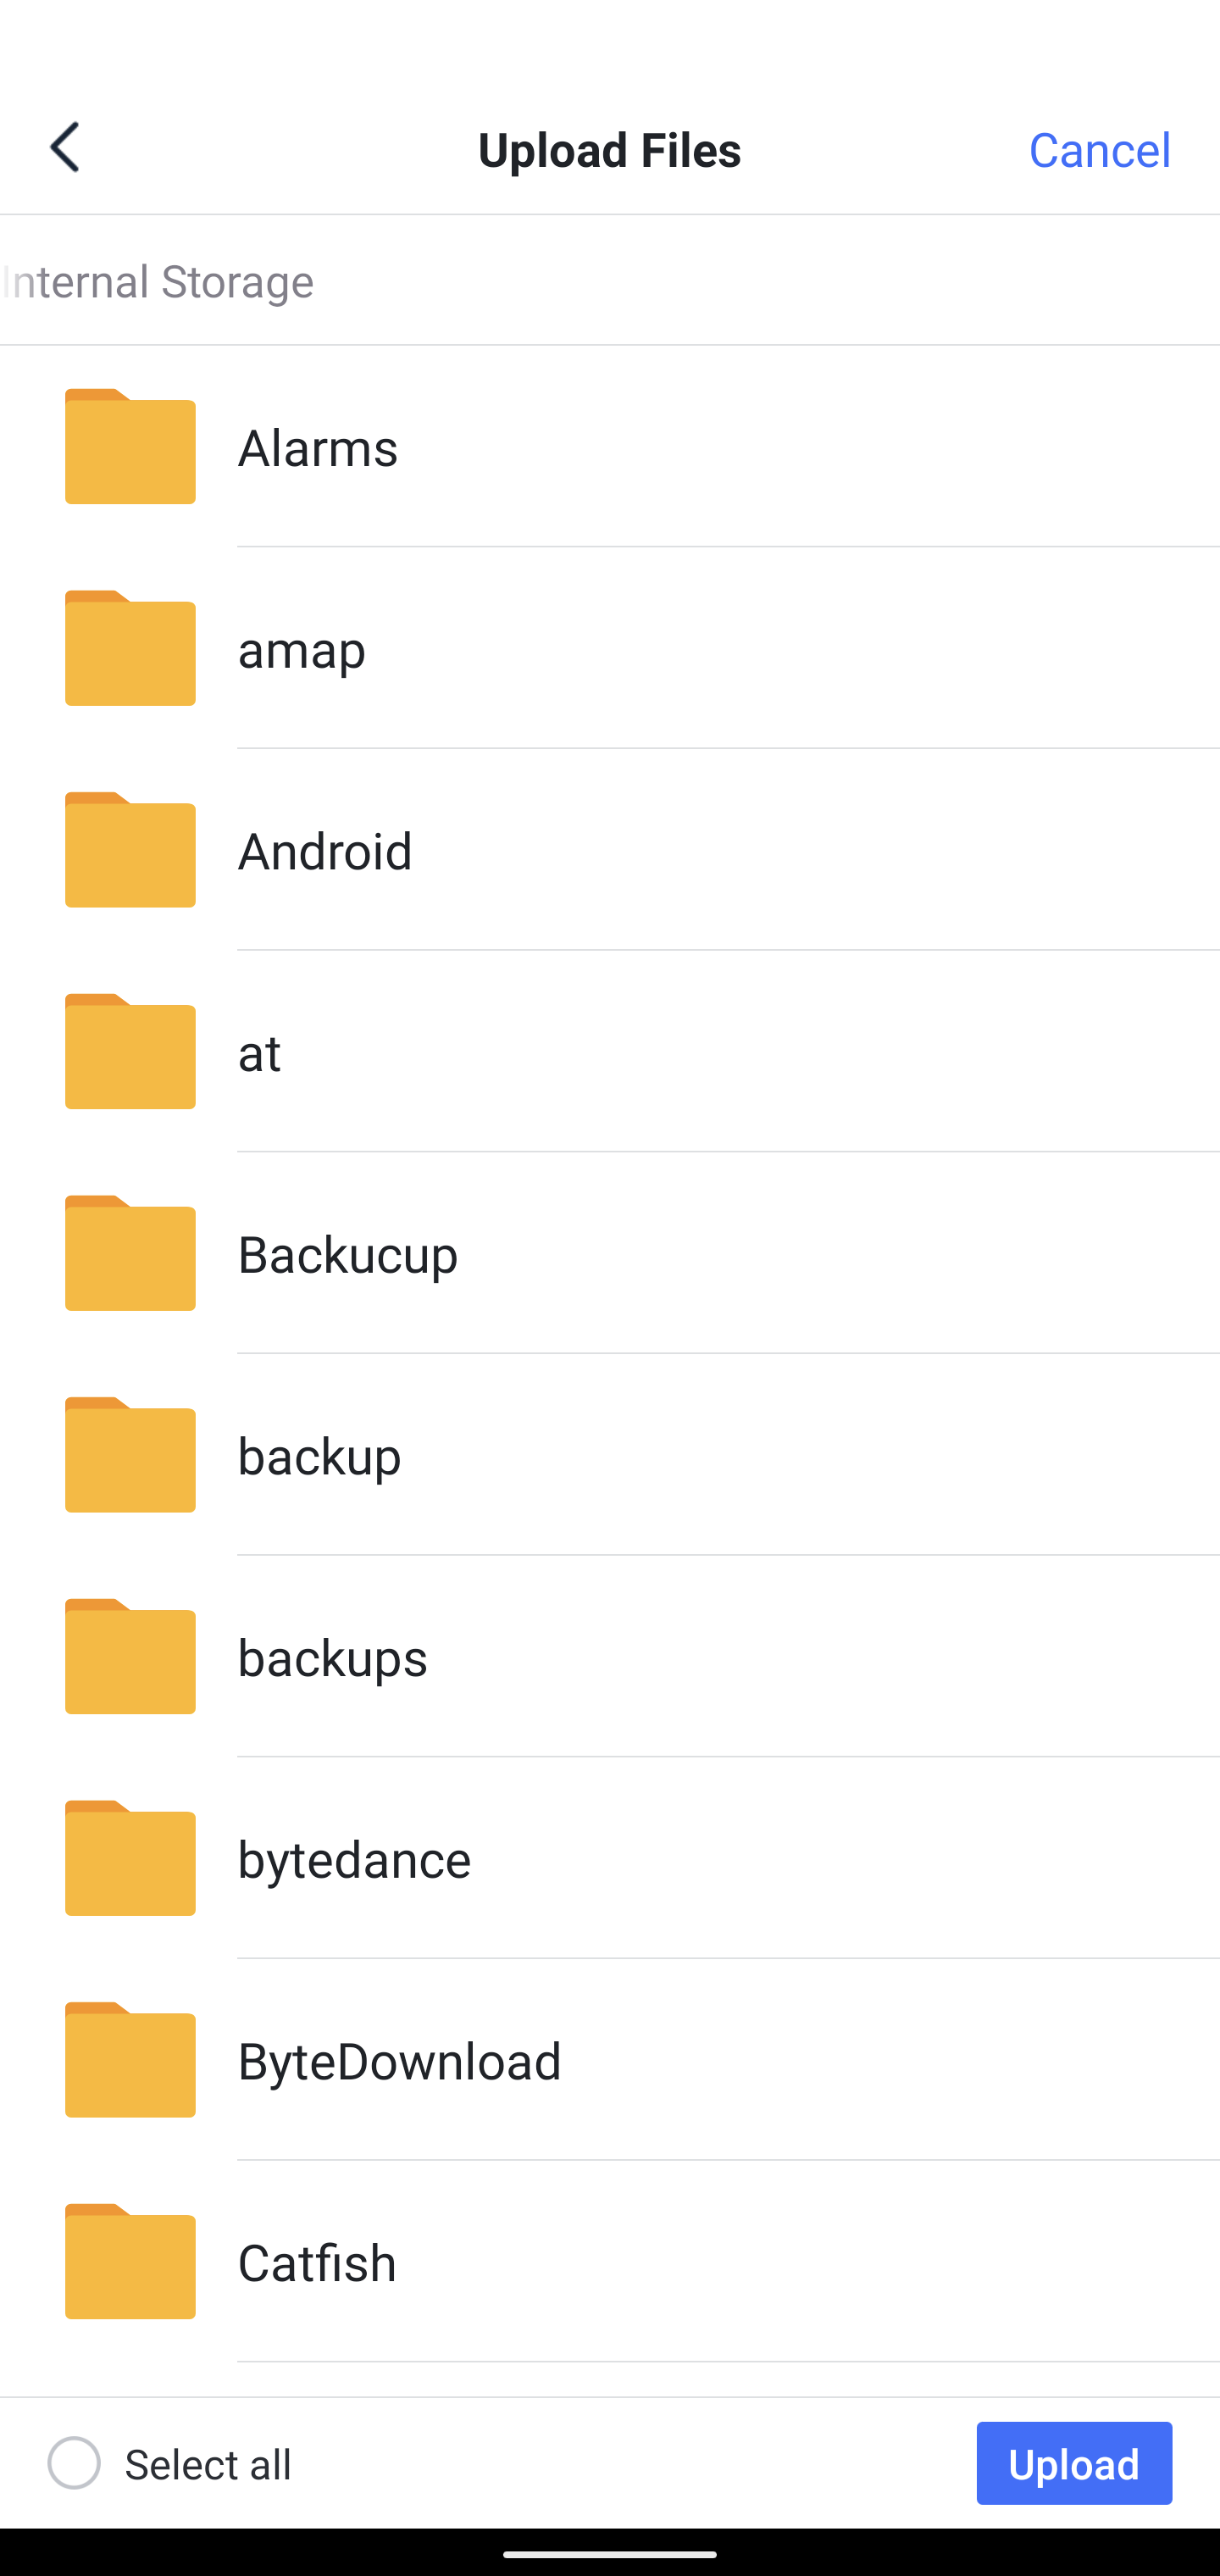 Upload Files
Cancel
Internal Storage
Alarms
amap
Android
at
Backucup
backup
backups
bytedance
ByteDownload
Catfish
Select all
Upload